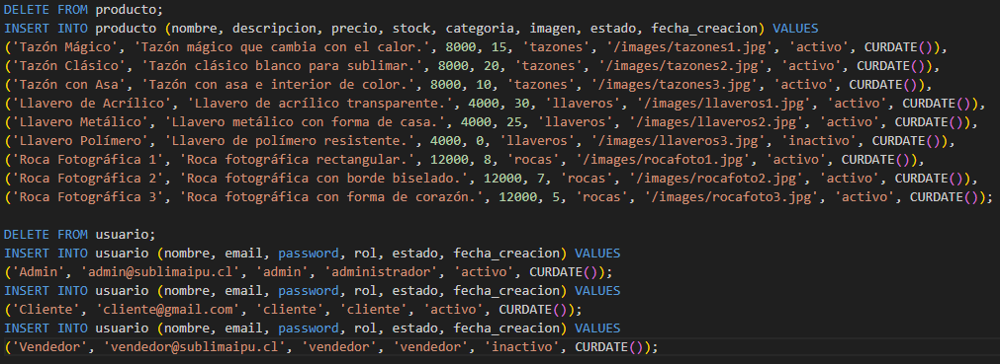 DELETE FROM producto;
INSERT INTO producto (nombre, descripcion, precio, stock, categoria, imagen, estado, fecha_creacion) VALUES
('Tazón Mágico', 'Tazón mágico que cambia con el calor.', 8000, 15, 'tazones', '/images/tazones1.jpg', 'activo', CURDATE()),
('Tazón Clásico', 'Tazón clásico blanco para sublimar.', 8000, 20, 'tazones', '/images/tazones2.jpg', 'activo', CURDATE()),
('Tazón con Asa', 'Tazón con asa e interior de color.', 8000, 10, 'tazones', '/images/tazones3.jpg', 'activo', CURDATE()),
('Llavero de Acrílico', 'Llavero de acrílico transparente.', 4000, 30, 'llaveros', '/images/llaveros1.jpg', 'activo', CURDATE()),
('Llavero Metálico', 'Llavero metálico con forma de casa.', 4000, 25, 'llaveros', '/images/llaveros2.jpg', 'activo', CURDATE()),
('Llavero Polímero', 'Llavero de polímero resistente.', 4000, 0, 'llaveros', '/images/llaveros3.jpg', 'inactivo', CURDATE()),
('Roca Fotográfica 1', 'Roca fotográfica rectangular.', 12000, 8, 'rocas', '/images/rocafoto1.jpg', 'activo', CURDATE()),
('Roca Fotográfica 2', 'Roca fotográfica con borde biselado.', 12000, 7, 'rocas', '/images/rocafoto2.jpg', 'activo', CURDATE()),
('Roca Fotográfica 3', 'Roca fotográfica con forma de corazón.', 12000, 5, 'rocas', '/images/rocafoto3.jpg', 'activo', CURDATE());
DELETE FROM usuario;
INSERT INTO usuario (nombre, email, password, rol, estado, fecha_creacion) VALUES
('Admin', 'admin@sublimaipu.cl', 'admin', 'administrador', 'activo', CURDATE());
INSERT INTO usuario (nombre, email, password, rol, estado, fecha_creacion) VALUES
('Cliente', 'cliente@gmail.com', 'cliente', 'cliente', 'activo', CURDATE());
INSERT INTO usuario (nombre, email, password, rol, estado, fecha_creacion) VALUES
('Vendedor', 'vendedor@sublimaipu.cl', 'vendedor', 'vendedor', 'inactivo', CURDATE());